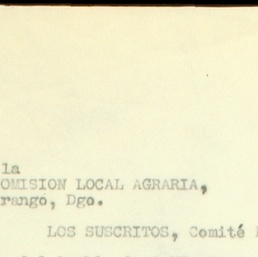 la
OMISION LOCAL AGRARIA,
rango, Dgo.
LOS SUSCRITOS, Comité